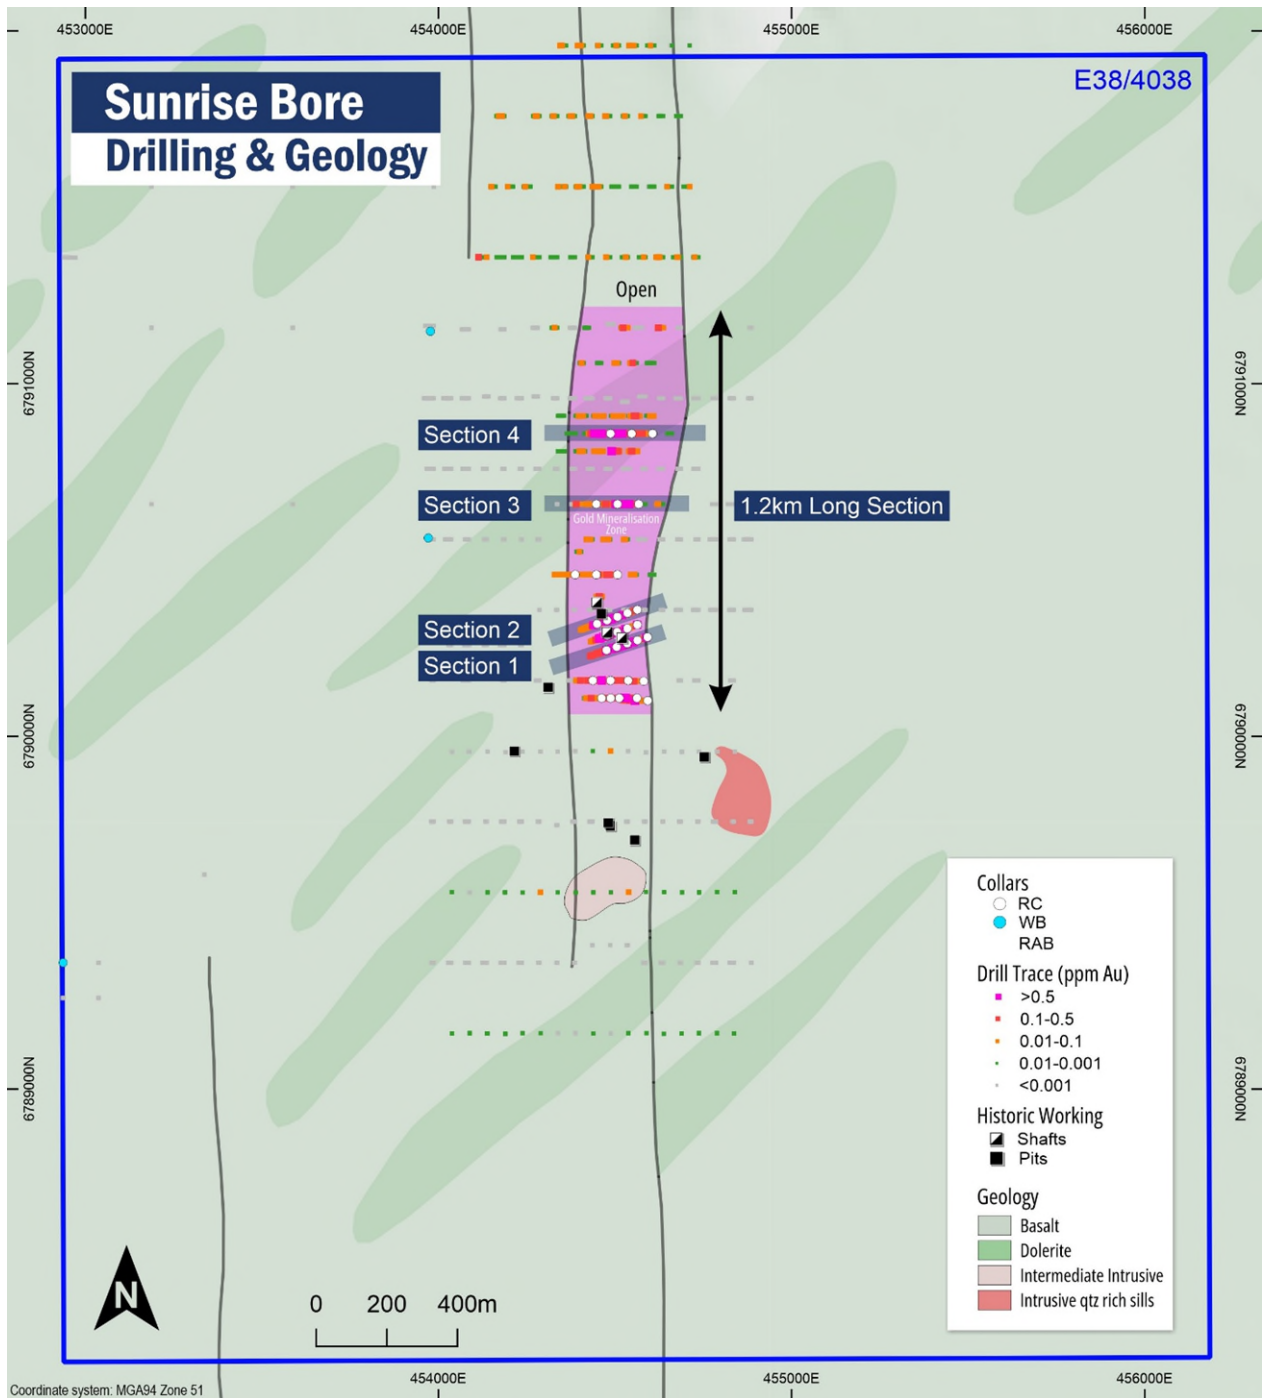 453000E 454000E 455000E 456000E
E38/4038
Sunrise Bore
Drilling & Geology
Open
6791000N
6791000N
Section 4
Section 3
1.2km Long Section
Gold Mineralisation
Zone
Section 2
Section 1
6790000N
6790000N
Collars
RC
WB
RAB
Drill Trace (ppm Au)
>0.5
0.1-0.5
0.01-0.1
0.01-0.001
<0.001
Historic Working
Shafts
Pits
Geology
Basalt
Dolerite
Intermediate Intrusive
Intrusive qtz rich sills
6789000N
6789000N
N
0 200 400m
Coordinate system: MGA94 Zone 51
454000E 455000E 456000E